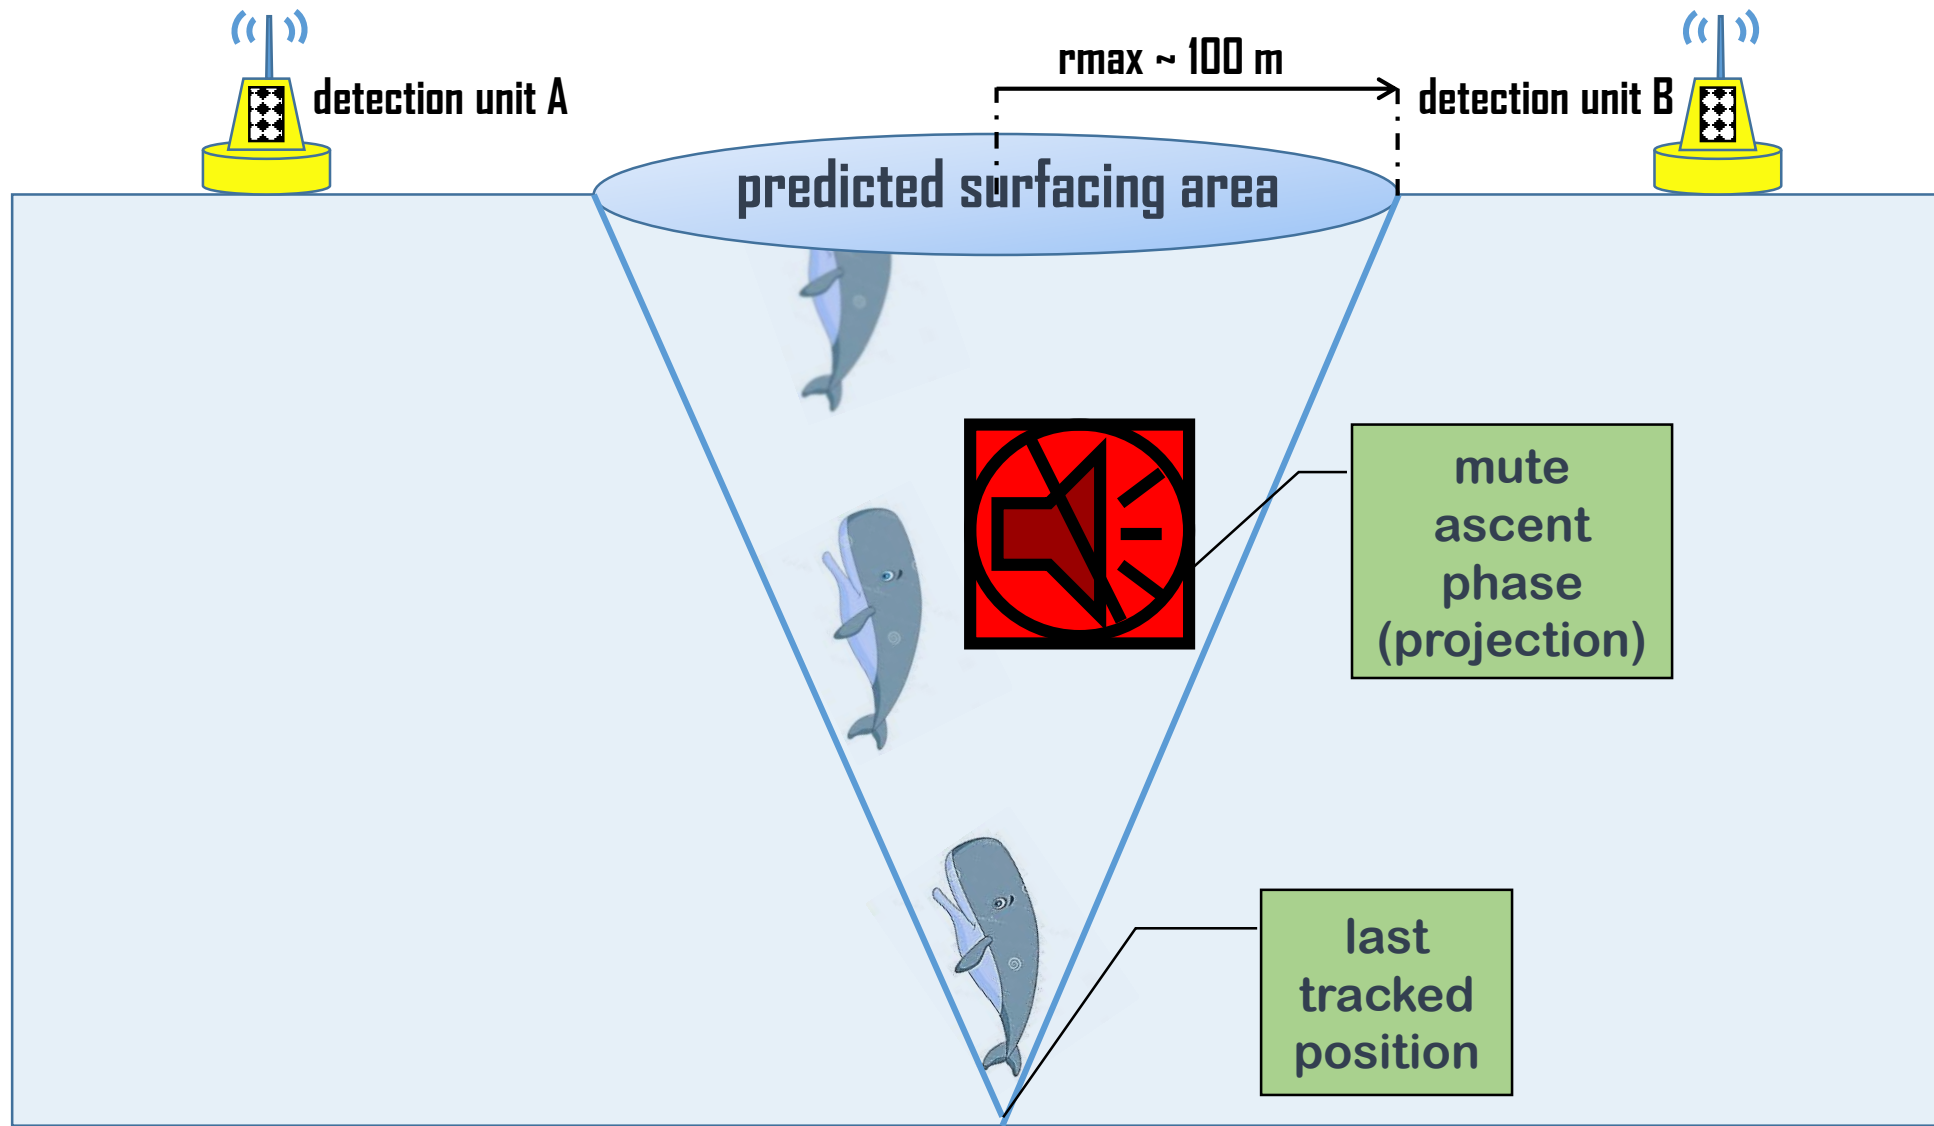 rmax ~ 100 m
detection unit A
detection unit B
predicted surfacing area
mute
ascent
phase
(projection)
last
tracked
position